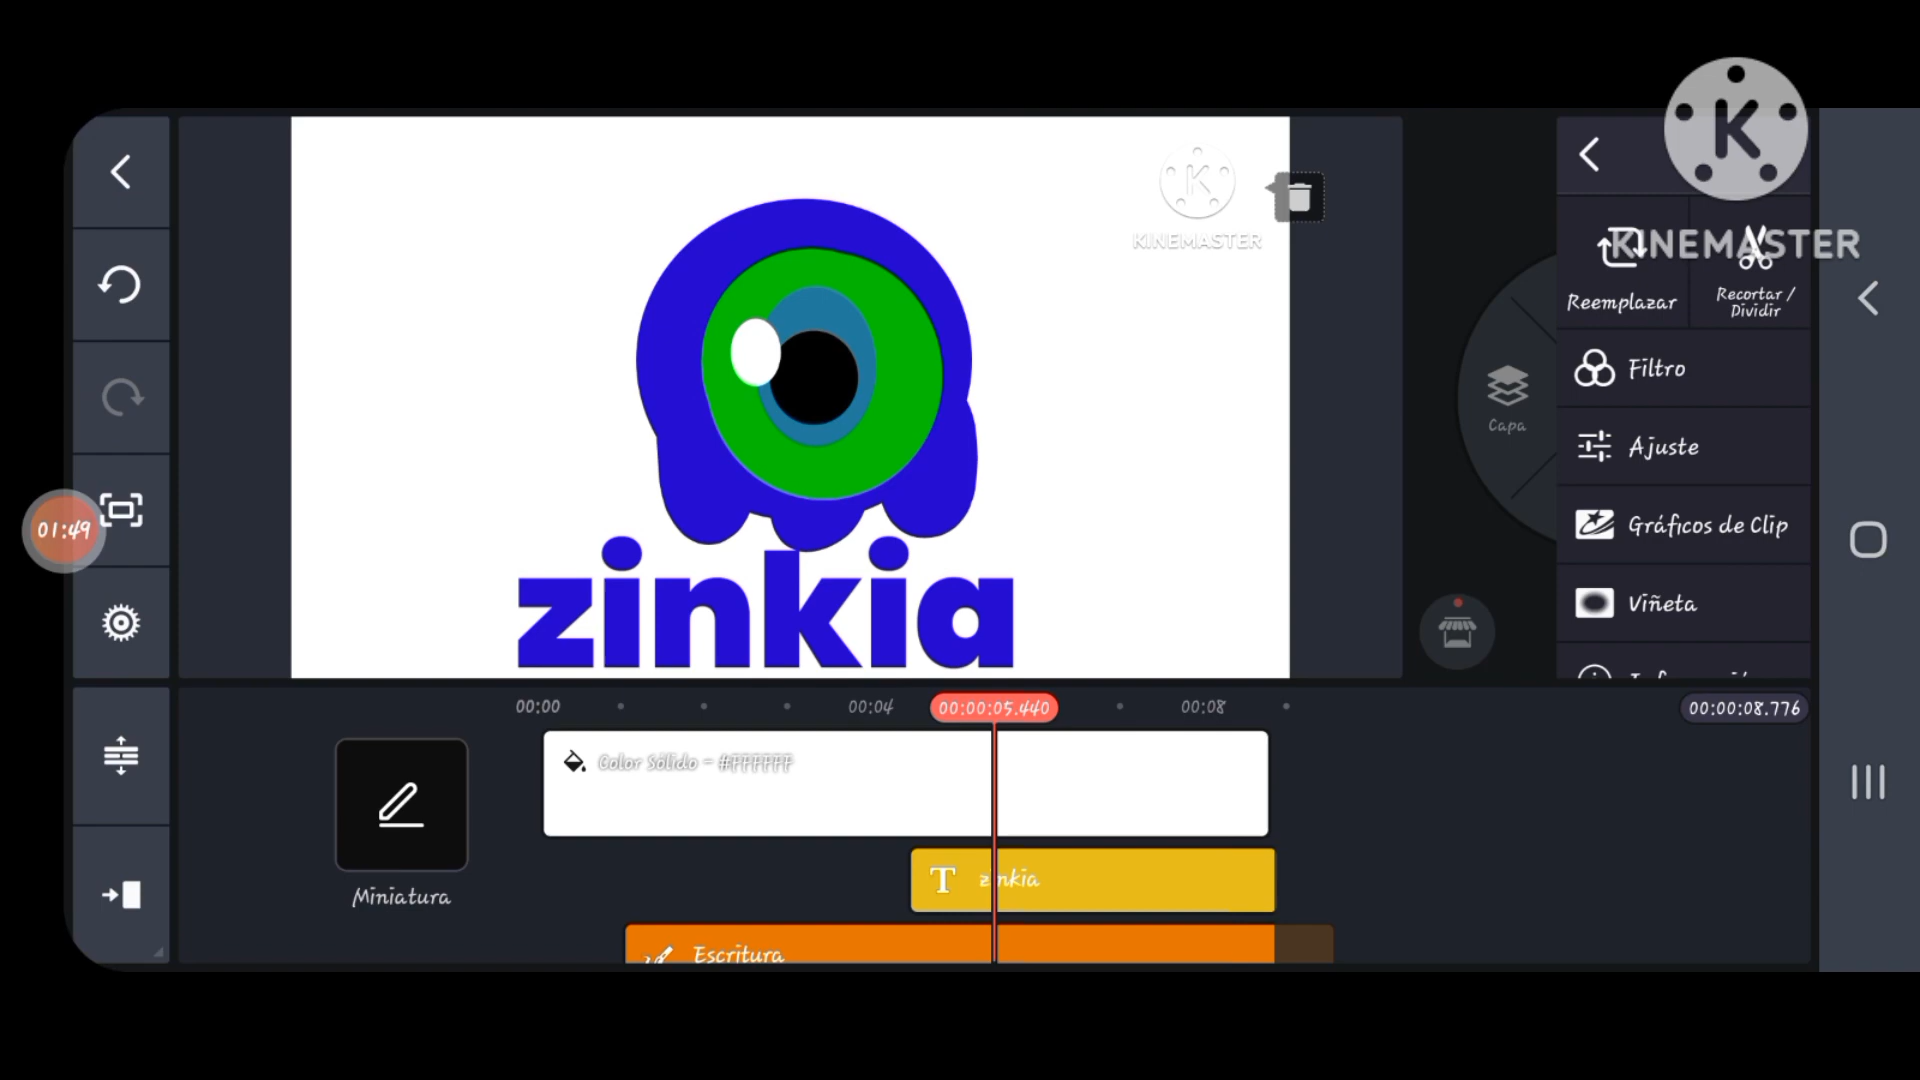 K
KINEMASTER
K
KINEMASTER
Reemplazar
Recortar /
Dividir
Filtro
Capa
Ajuste
Gráficos de Clip
01:49
Viñeta
zinkia
00:00
00:04
00:00:05.440
00:08
00:00:08.776
Color Sólido - #FFFFFF
Miniatura
T zinkia
Escritura